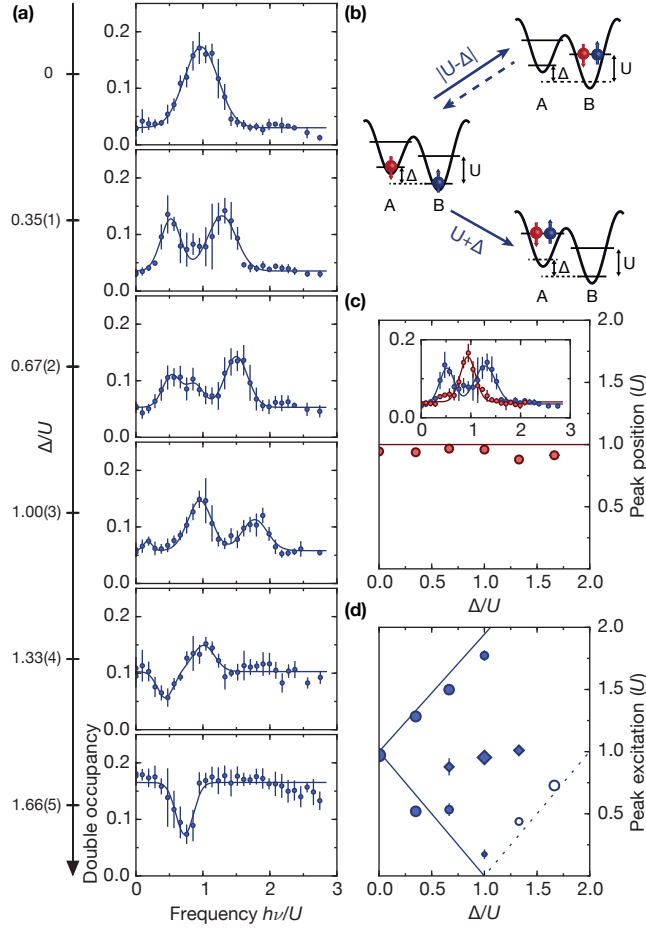 (a)
0
0.35(1)
0.67(2)
Δ/U
1.00(3)
1.33(4)
1.66(5)
Double occupancy
0.2
0.1
0.0
0.2
0.1
0.0
0.2
0.1
0.0
0.2
0.1
0.0
0.2
0.1
0.0
0.2
0.1
0.0
0 1 2 3
Frequency hν/U
(b)
|U-Δ|
Δ U
A B
Δ U
A B
U+Δ
Δ U
A B
(c)
0.2
0.1
0.0
0 1 2 3
2.0
1.5
1.0
0.5
Peak position (U)
0.0 0.5 1.0 1.5 2.0
Δ/U
(d)
2.0
1.5
1.0
0.5
Peak excitation (U)
0.0 0.5 1.0 1.5 2.0
Δ/U